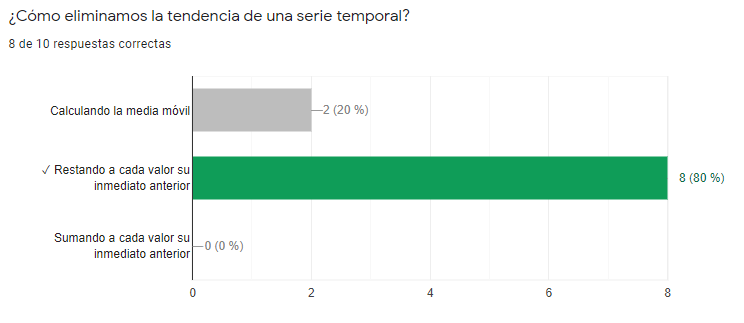 ¿Cómo eliminamos la tendencia de una serie temporal?
8 de 10 respuestas correctas
Calculando la media móvil
2 (20 %)
✓ Restando a cada valor su
inmediato anterior
8 (80 %)
Sumando a cada valor su
inmediato anterior
0 (0 %)
0 2 4 6 8